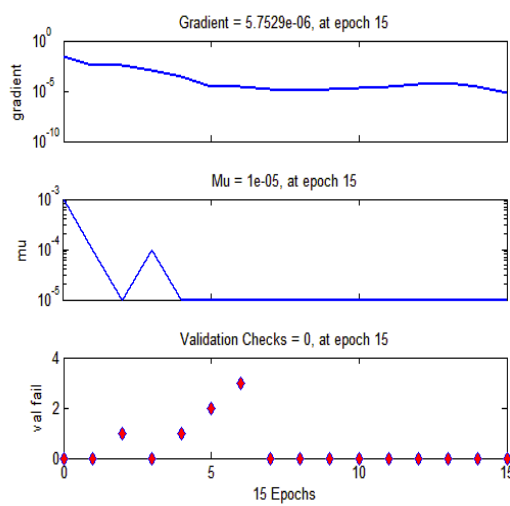 Gradient = 5.7529e-06, at epoch 15
10^0
10^-5
10^-10
gradient
Mu = 1e-05, at epoch 15
10^-3
10^-4
10^-5
mu
Validation Checks = 0, at epoch 15
4
2
0
val fail
0 5 10 15
15 Epochs